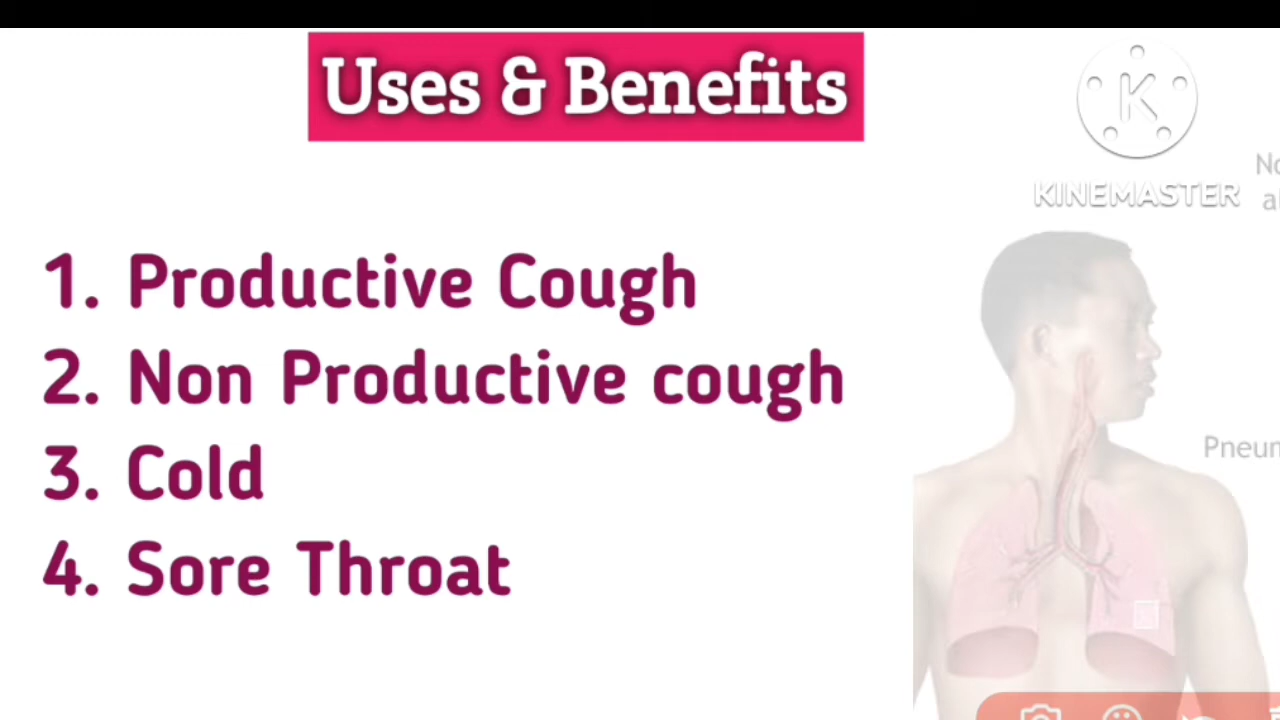 Uses & Benefits
KINEMASTER
1. Productive Cough
2. Non Productive cough
3. Cold
4. Sore Throat